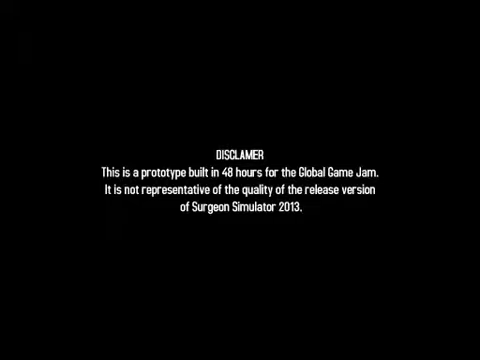 DISCLAMER
This is a prototype built in 48 hours for the Global Game Jam.
It is not representative of the quality of the release version
of Surgeon Simulator 2013.